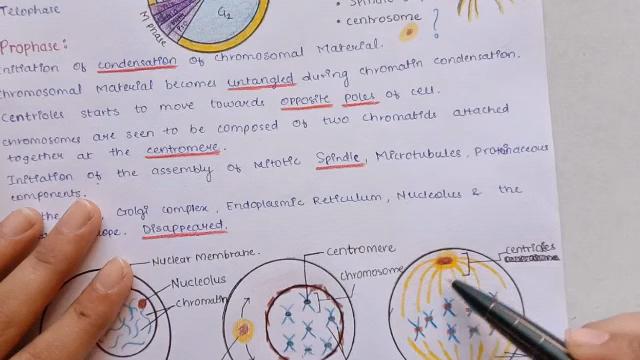 Telophase
M Phase
G2
• spindle
• centrosome ?
Prophase:
Initiation of condensation of chromosomal Material.
chromosomal Material becomes untangled during chromatin condensation.
Centrioles starts to move towards opposite poles of cell.
chromosomes are seen to be composed of two chromatids attached
together at the centromere.
Initiation of the assembly of Mitotic Spindle, Microtubules, Proteinaceous
components.
the Golgi complex, Endoplasmic Reticulum, Nucleolus & the
Disappeared.
Nuclear Membrane.
Nucleolus
chromatin
centromere
chromosome
centrioles